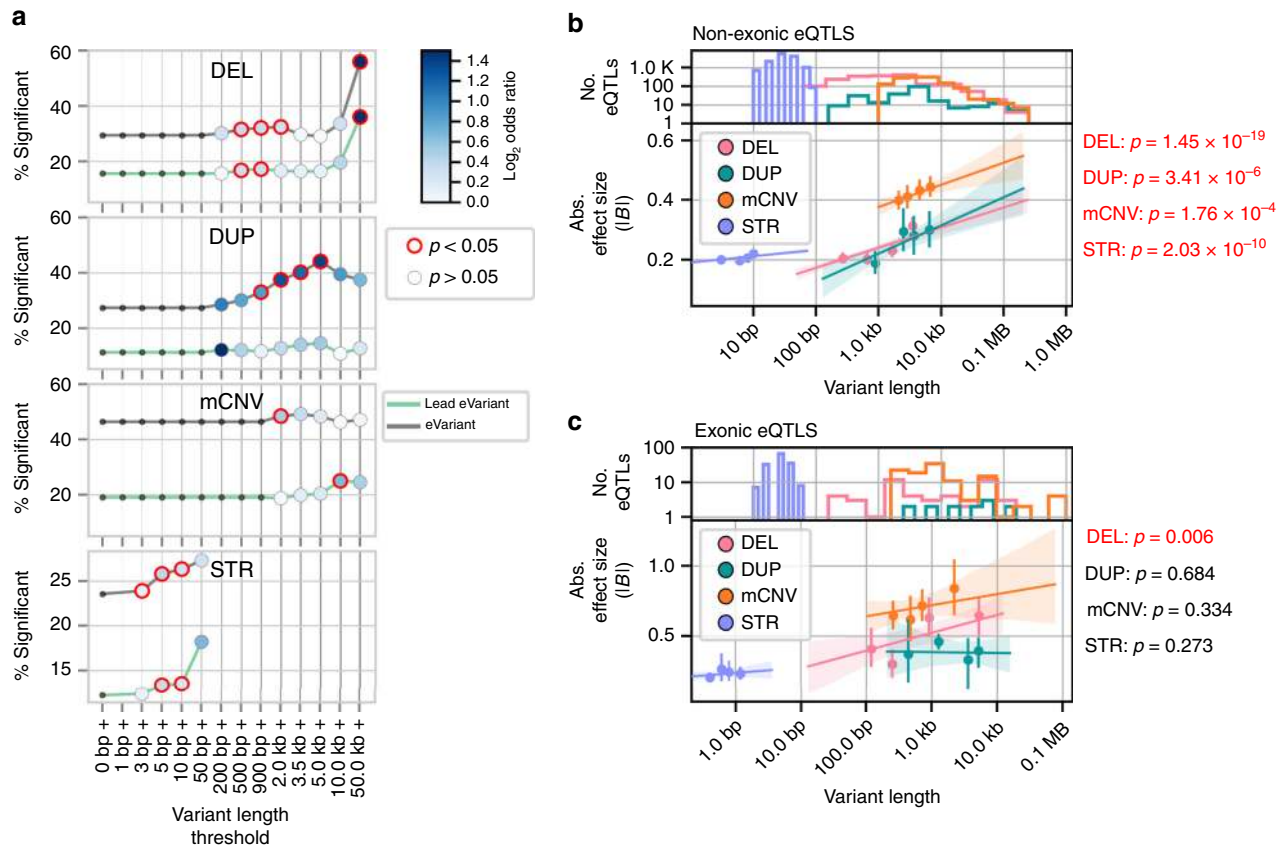 a
60
40
20
% Significant
DEL
1.4
1.2
1.0
0.8
0.6
0.4
0.2
0.0
Log2 odds ratio
60
40
20
% Significant
DUP
p < 0.05
p > 0.05
60
40
20
% Significant
mCNV
Lead eVariant
eVariant
25
20
15
% Significant
STR
0 bp +
1 bp +
3 bp +
5 bp +
10 bp +
50 bp +
200 bp +
500 bp +
900 bp +
2.0 kb +
3.5 kb +
5.0 kb +
10.0 kb +
50.0 kb +
Variant length
threshold
b
Non-exonic eQTLS
No.
eQTLs
1.0 K
100
10
1
Abs.
effect size
(|B|)
0.6
0.4
0.2
DEL
DUP
mCNV
STR
10 bp
100 bp
1.0 kb
10.0 kb
0.1 MB
1.0 MB
Variant length
DEL: p = 1.45 × 10⁻¹⁹
DUP: p = 3.41 × 10⁻⁶
mCNV: p = 1.76 × 10⁻⁴
STR: p = 2.03 × 10⁻¹⁰
c
Exonic eQTLS
No.
eQTLs
100
10
1
Abs.
effect size
(|B|)
1.0
0.5
DEL
DUP
mCNV
STR
1.0 bp
10.0 bp
100.0 bp
1.0 kb
10.0 kb
0.1 MB
Variant length
DEL: p = 0.006
DUP: p = 0.684
mCNV: p = 0.334
STR: p = 0.273